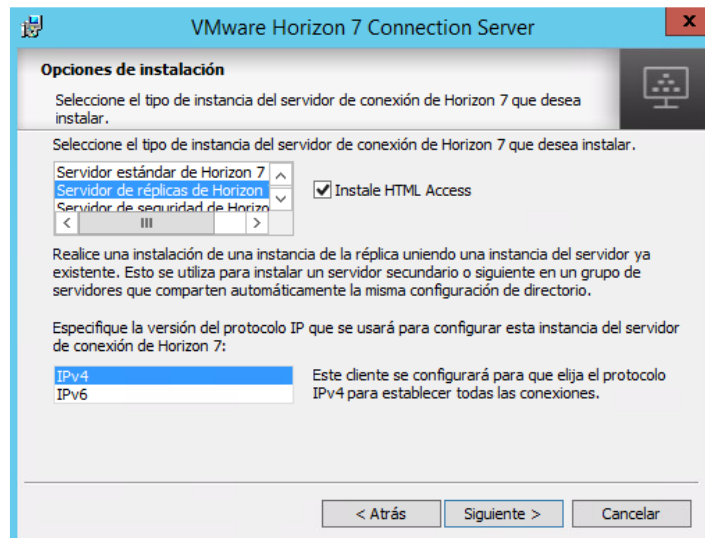 VMware Horizon 7 Connection Server
x
Opciones de instalación
Seleccione el tipo de instancia del servidor de conexión de Horizon 7 que desea
instalar.
Seleccione el tipo de instancia del servidor de conexión de Horizon 7 que desea instalar.
Servidor estándar de Horizon 7
Servidor de réplicas de Horizon
Servidor de seguridad de Horizo
Instale HTML Access
Realice una instalación de una instancia de la réplica uniendo una instancia del servidor ya
existente. Esto se utiliza para instalar un servidor secundario o siguiente en un grupo de
servidores que comparten automáticamente la misma configuración de directorio.
Especifique la versión del protocolo IP que se usará para configurar esta instancia del servidor
de conexión de Horizon 7:
IPv4
IPv6
Este cliente se configurará para que elija el protocolo
IPv4 para establecer todas las conexiones.
< Atrás
Siguiente >
Cancelar